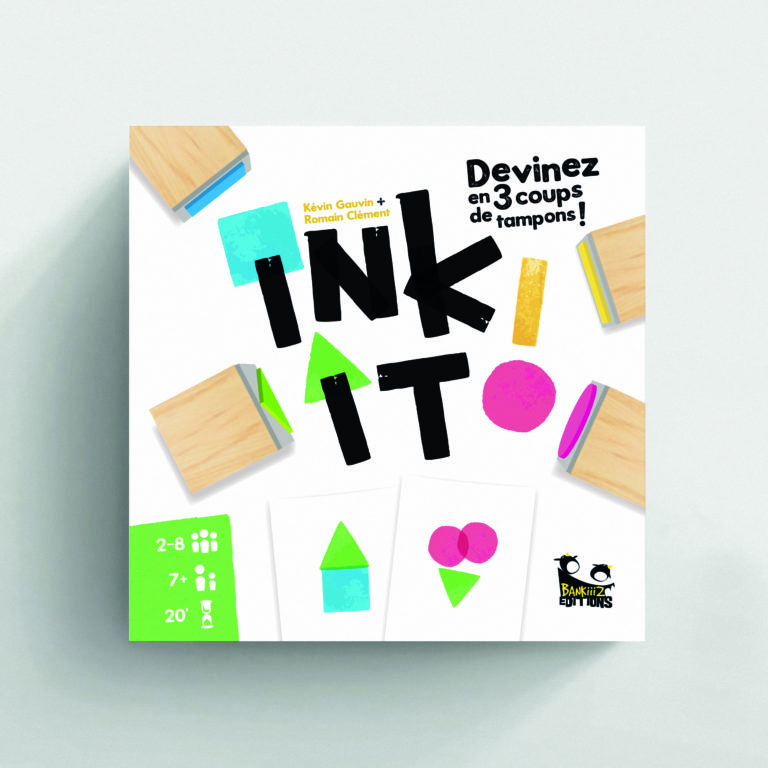 Devinez
en 3 coups
de tampons !
Kévin Gauvin +
Romain Clément
INK
IT
2-8
7+
20'
BANKiiiZ
EDITIONS